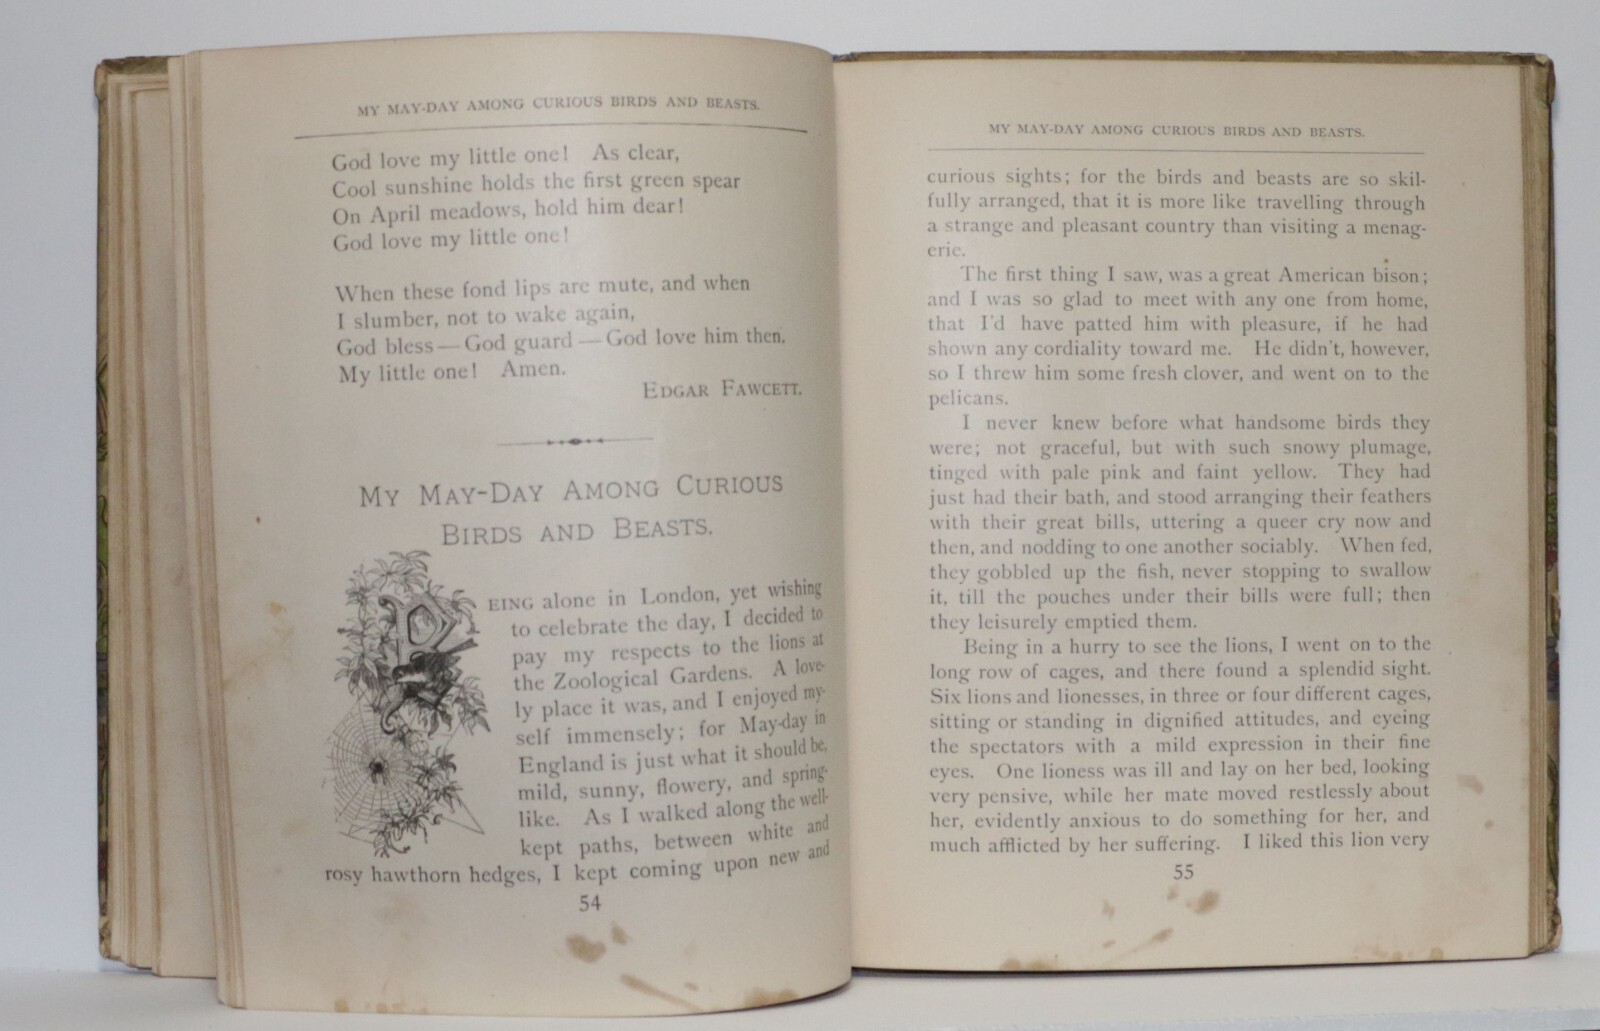 MY MAY-DAY AMONG CURIOUS BIRDS AND BEASTS.
God love my little one! As clear,
Cool sunshine holds the first green spear
On April meadows, hold him dear!
God love my little one!
When these fond lips are mute, and when
I slumber, not to wake again,
God bless — God guard — God love him then,
My little one! Amen.
EDGAR FAWCETT.
MY MAY-DAY AMONG CURIOUS
BIRDS AND BEASTS.
BEING alone in London, yet wishing
to celebrate the day, I decided to
pay my respects to the lions at
the Zoological Gardens. A love-
ly place it was, and I enjoyed my-
self immensely; for May-day in
England is just what it should be,
mild, sunny, flowery, and spring-
like. As I walked along the well-
kept paths, between white and
rosy hawthorn hedges, I kept coming upon new and
54
MY MAY-DAY AMONG CURIOUS BIRDS AND BEASTS.
curious sights; for the birds and beasts are so skil-
fully arranged, that it is more like travelling through
a strange and pleasant country than visiting a menag-
erie.
The first thing I saw, was a great American bison;
and I was so glad to meet with any one from home,
that I'd have patted him with pleasure, if he had
shown any cordiality toward me. He didn't, however,
so I threw him some fresh clover, and went on to the
pelicans.
I never knew before what handsome birds they
were; not graceful, but with such snowy plumage,
tinged with pale pink and faint yellow. They had
just had their bath, and stood arranging their feathers
with their great bills, uttering a queer cry now and
then, and nodding to one another sociably. When fed,
they gobbled up the fish, never stopping to swallow
it, till the pouches under their bills were full; then
they leisurely emptied them.
Being in a hurry to see the lions, I went on to the
long row of cages, and there found a splendid sight.
Six lions and lionesses, in three or four different cages,
sitting or standing in dignified attitudes, and eyeing
the spectators with a mild expression in their fine
eyes. One lioness was ill and lay on her bed, looking
very pensive, while her mate moved restlessly about
her, evidently anxious to do something for her, and
much afflicted by her suffering. I liked this lion very
55